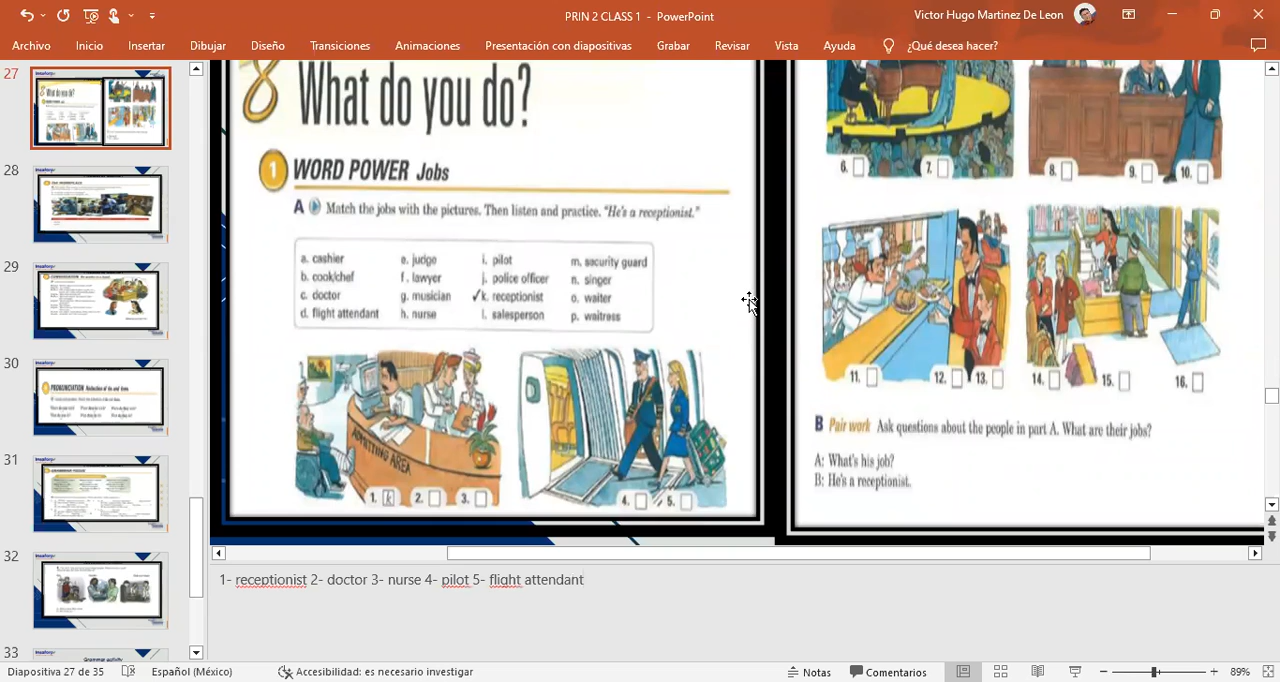 PRIN 2 CLASS 1 - PowerPoint
Victor Hugo Martinez De Leon
Archivo Inicio Insertar Dibujar Diseño Transiciones Animaciones Presentación con diapositivas Grabar Revisar Vista Ayuda ¿Qué desea hacer?
27
28
29
30
31
32
33
8 What do you do?
1 WORD POWER Jobs
A Match the jobs with the pictures. Then listen and practice. "He's a receptionist."
a. cashier e. judge i. pilot m. security guard
b. cook/chef f. lawyer j. police officer n. singer
c. doctor g. musician ✓k. receptionist o. waiter
d. flight attendant h. nurse l. salesperson p. waitress
ADMITTING AREA
1. k 2. 3. 4. 5.
6. 7. 8. 9. 10.
11. 12. 13. 14. 15. 16.
B Pair work Ask questions about the people in part A. What are their jobs?
A: What's his job?
B: He's a receptionist.
1- receptionist 2- doctor 3- nurse 4- pilot 5- flight attendant
Diapositiva 27 de 35 Español (México) Accesibilidad: es necesario investigar Notas Comentarios 89%